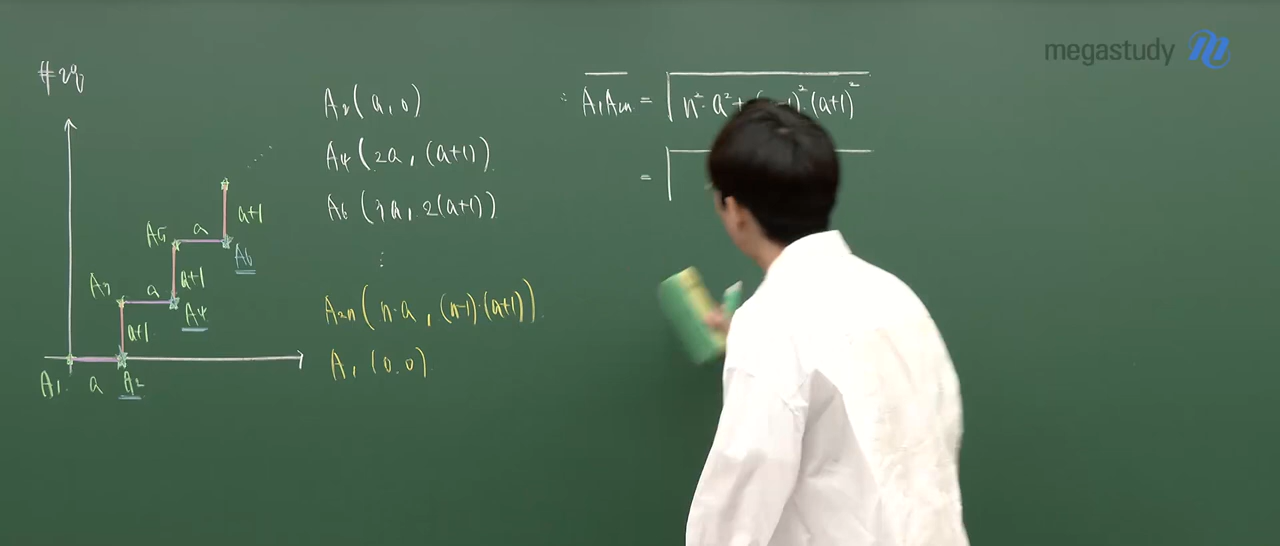 megastudy
#29
A₂(a, 0)
A₄(2a, (a+1))
A₆(3a, 2(a+1))
⋮
A₂ₙ(n·a, (n-1)·(a+1))
A₁(0, 0)
a+1
a
A₅
A₆
a+1
A₃
a
A₄
a+1
A₁
a
A₂
∴ A₁A₂ₙ = √n²·a²+ -1)²·(a+1)²
= √